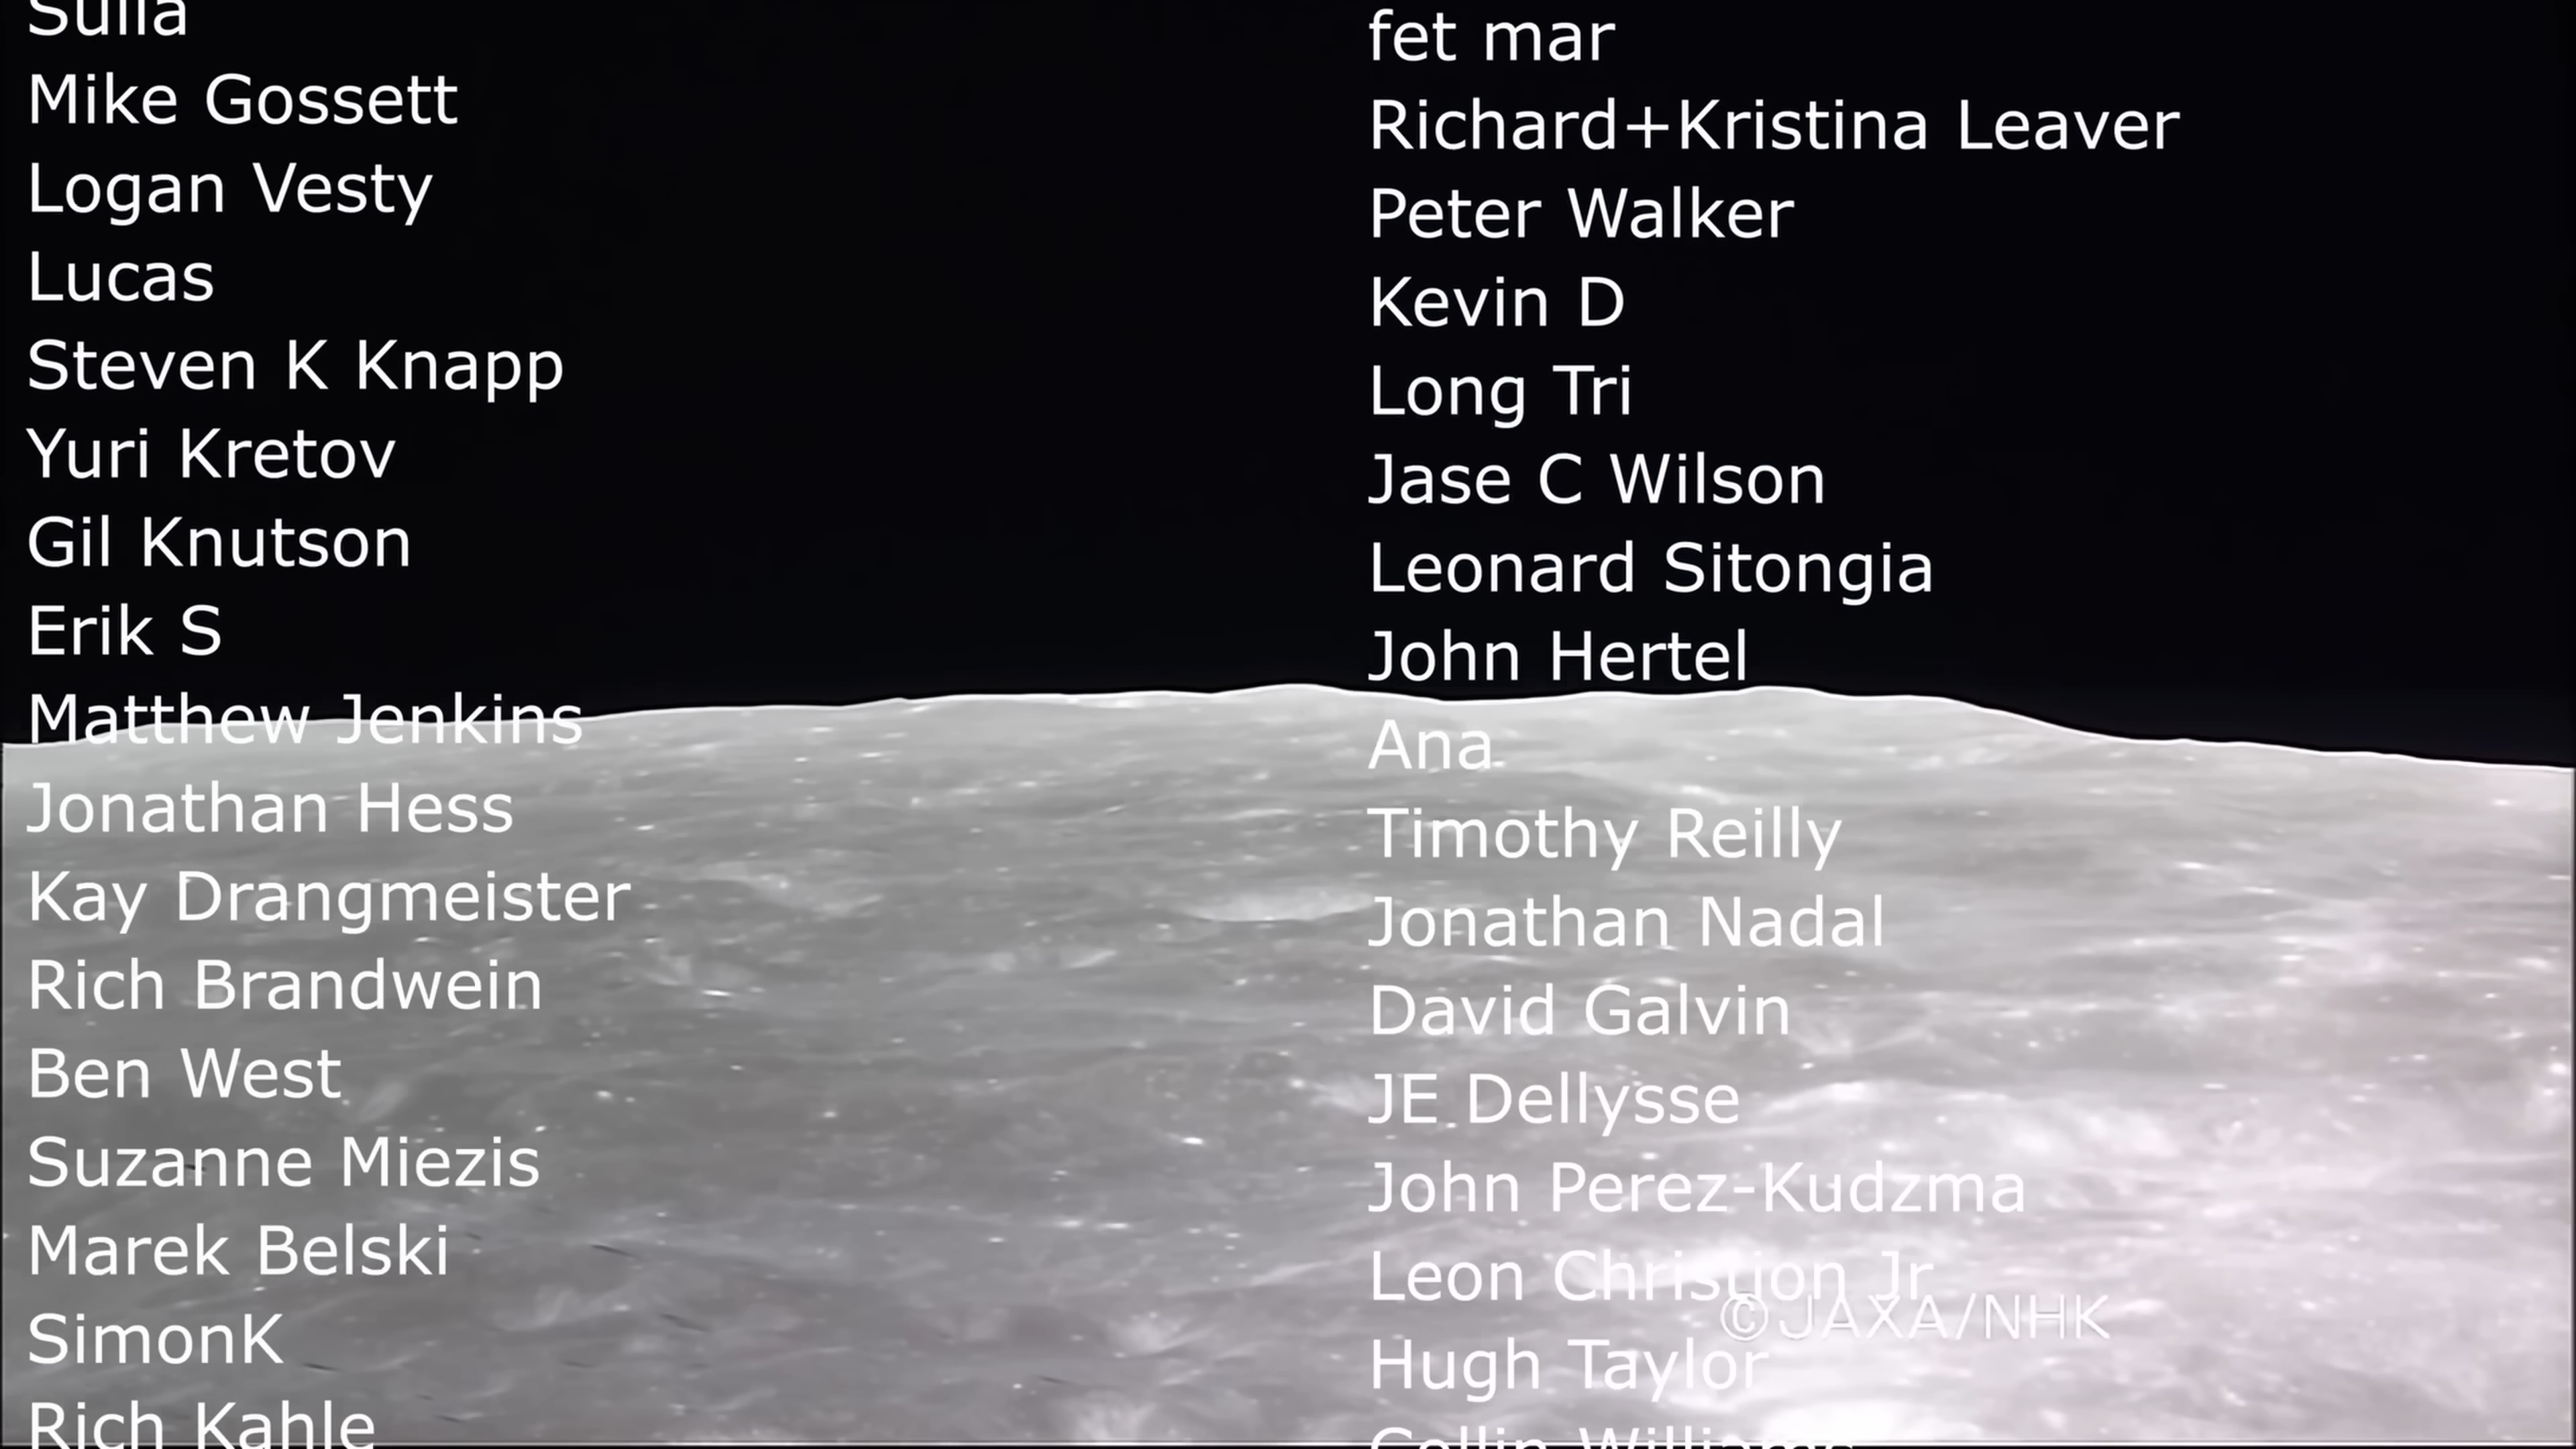 Sulla
Mike Gossett
Logan Vesty
Lucas
Steven K Knapp
Yuri Kretov
Gil Knutson
Erik S
Matthew Jenkins
Jonathan Hess
Kay Drangmeister
Rich Brandwein
Ben West
Suzanne Miezis
Marek Belski
SimonK
Rich Kahle
fet mar
Richard+Kristina Leaver
Peter Walker
Kevin D
Long Tri
Jase C Wilson
Leonard Sitongia
John Hertel
Ana
Timothy Reilly
Jonathan Nadal
David Galvin
JE Dellysse
John Perez-Kudzma
Leon Christion Jr
©JAXA/NHK
Hugh Taylor
Collin Williams